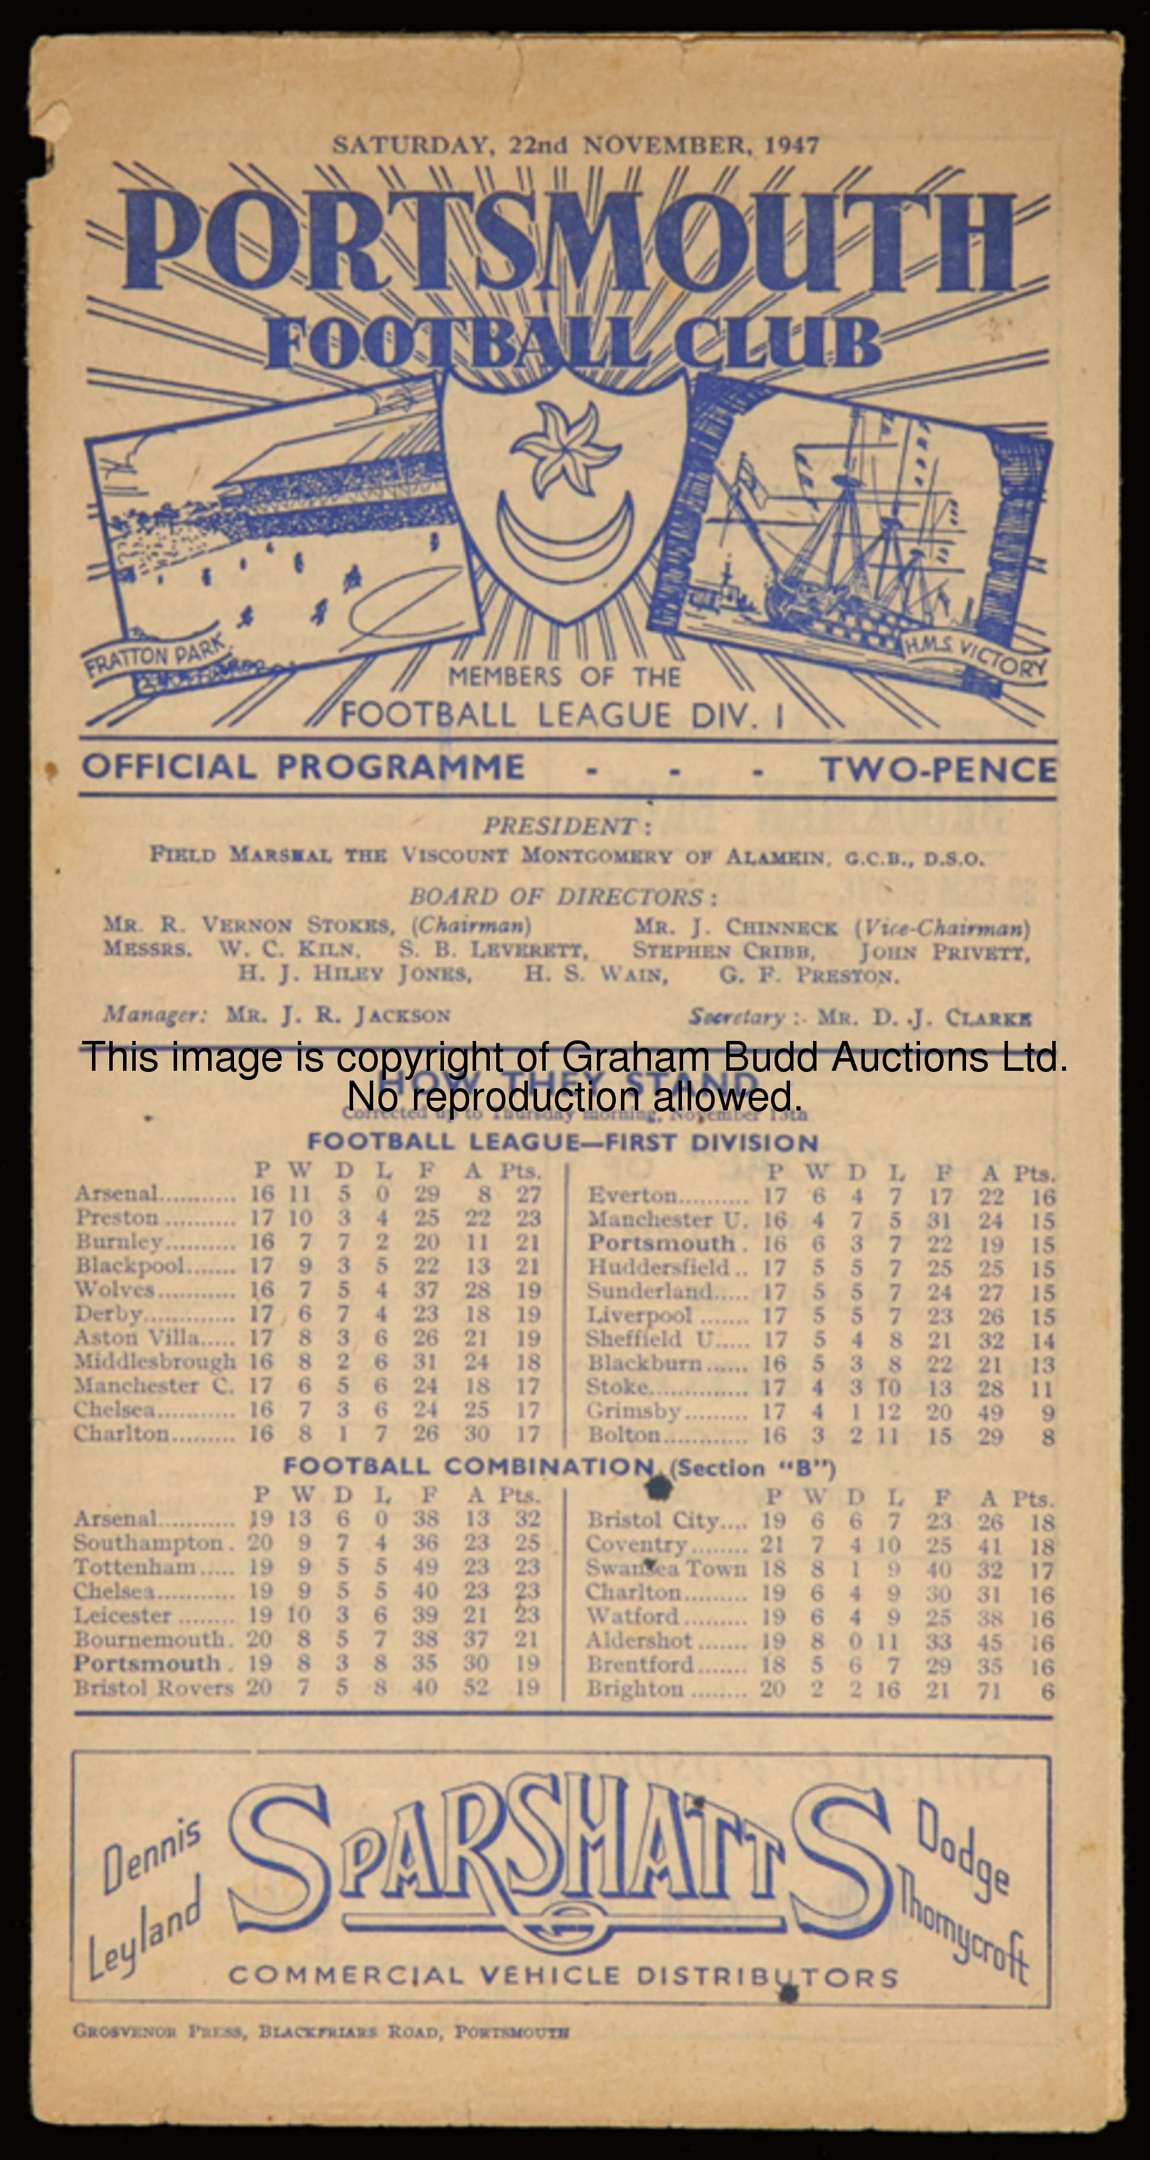 SATURDAY, 22nd NOVEMBER, 1947
PORTSMOUTH
FOOTBALL CLUB
FRATTON PARK
H.M.S. VICTORY
MEMBERS OF THE
FOOTBALL LEAGUE DIV. I
OFFICIAL PROGRAMME - - - TWO-PENCE
PRESIDENT:
FIELD MARSHAL THE VISCOUNT MONTGOMERY OF ALAMEIN, G.C.B., D.S.O.
BOARD OF DIRECTORS:
MR. R. VERNON STOKES, (Chairman) MR. J. CHINNECK (Vice-Chairman)
MESSRS. W. C. KILN, S. B. LEVERETT, STEPHEN CRIBB, JOHN PRIVETT,
H. J. HILEY JONES, H. S. WAIN, G. F. PRESTON.
Manager: MR. J. R. JACKSON Secretary: MR. D. J. CLARKE
This image is copyright of Graham Budd Auctions Ltd.
No reproduction allowed.
HOW THEY STAND
Corrected up to Thursday morning, November 13th
FOOTBALL LEAGUE—FIRST DIVISION
P W D L F A Pts.
Arsenal........... 16 11 5 0 29 8 27
Preston .......... 17 10 3 4 25 22 23
Burnley.......... 16 7 7 2 20 11 21
Blackpool....... 17 9 3 5 22 13 21
Wolves........... 16 7 5 4 37 28 19
Derby............. 17 6 7 4 23 18 19
Aston Villa..... 17 8 3 6 26 21 19
Middlesbrough 16 8 2 6 31 24 18
Manchester C. 17 6 5 6 24 18 17
Chelsea........... 16 7 3 6 24 25 17
Charlton......... 16 8 1 7 26 30 17
P W D L F A Pts.
Everton.......... 17 6 4 7 17 22 16
Manchester U. 16 4 7 5 31 24 15
Portsmouth . 16 6 3 7 22 19 15
Huddersfield .. 17 5 5 7 25 25 15
Sunderland..... 17 5 5 7 24 27 15
Liverpool ....... 17 5 5 7 23 26 15
Sheffield U..... 17 5 4 8 21 32 14
Blackburn...... 16 5 3 8 22 21 13
Stoke.............. 17 4 3 10 13 28 11
Grimsby......... 17 4 1 12 20 49 9
Bolton............ 16 3 2 11 15 29 8
FOOTBALL COMBINATION (Section "B")
P W D L F A Pts.
Arsenal........... 19 13 6 0 38 13 32
Southampton . 20 9 7 4 36 23 25
Tottenham..... 19 9 5 5 49 23 23
Chelsea........... 19 9 5 5 40 23 23
Leicester ........ 19 10 3 6 39 21 23
Bournemouth. 20 8 5 7 38 37 21
Portsmouth . 19 8 3 8 35 30 19
Bristol Rovers 20 7 5 8 40 52 19
P W D L F A Pts.
Bristol City.... 19 6 6 7 23 26 18
Coventry........ 21 7 4 10 25 41 18
Swansea Town 18 8 1 9 40 32 17
Charlton......... 19 6 4 9 30 31 16
Watford......... 19 6 4 9 25 38 16
Aldershot ....... 19 8 0 11 33 45 16
Brentford....... 18 5 6 7 29 35 16
Brighton ........ 20 2 2 16 21 71 6
Dennis
Leyland
SPARSHATTS
Dodge
Thornycroft
COMMERCIAL VEHICLE DISTRIBUTORS
GROSVENOR PRESS, BLACKFRIARS ROAD, PORTSMOUTH